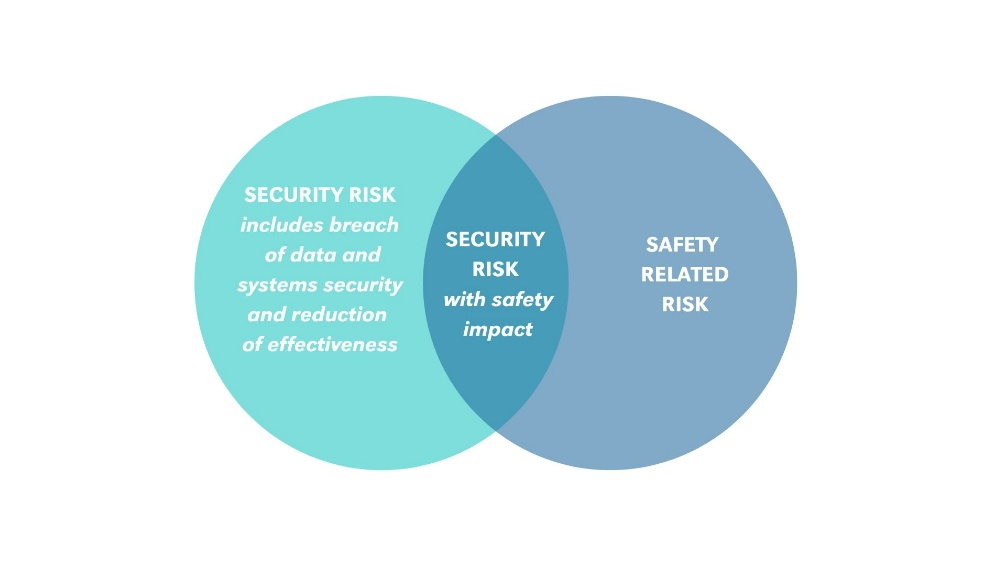 SECURITY RISK
includes breach
of data and
systems security
and reduction
of effectiveness
SECURITY
RISK
with safety
impact
SAFETY
RELATED
RISK